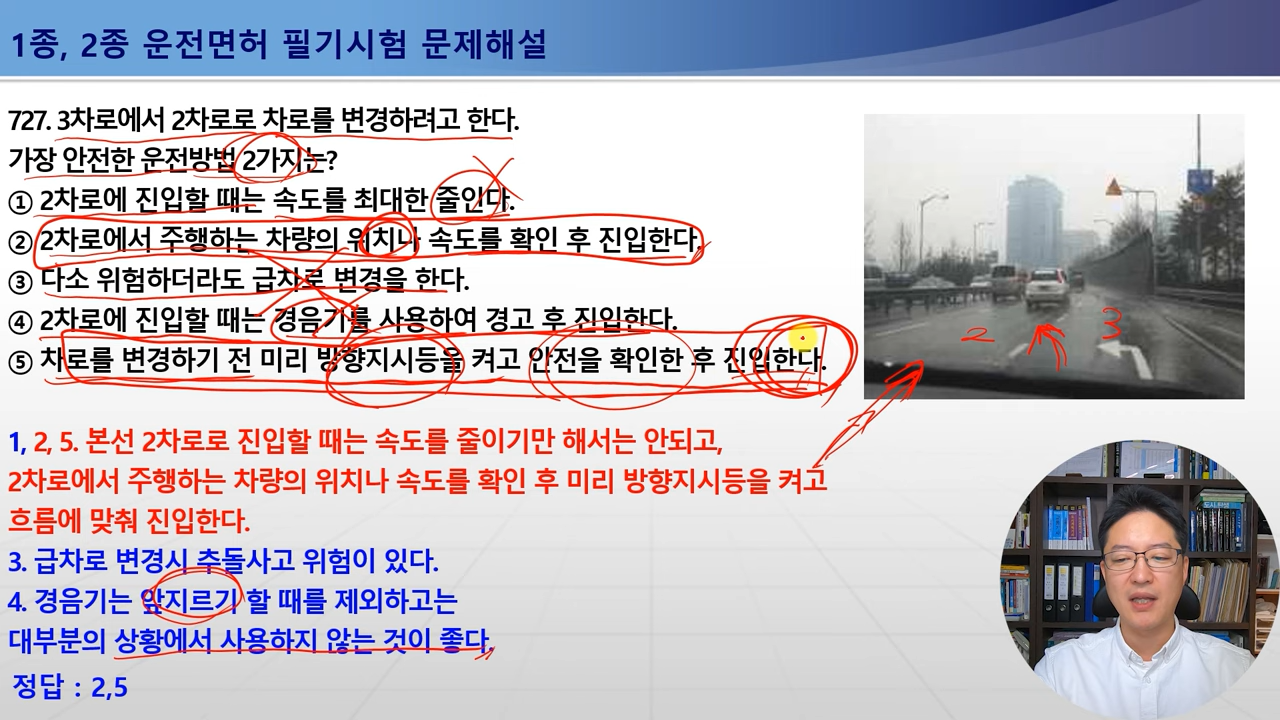 1종, 2종 운전면허 필기시험 문제해설
727. 3차로에서 2차로로 차로를 변경하려고 한다.
가장 안전한 운전방법 2가지는?
① 2차로에 진입할 때는 속도를 최대한 줄인다.
② 2차로에서 주행하는 차량의 위치나 속도를 확인 후 진입한다.
③ 다소 위험하더라도 급차로 변경을 한다.
④ 2차로에 진입할 때는 경음기를 사용하여 경고 후 진입한다.
⑤ 차로를 변경하기 전 미리 방향지시등을 켜고 안전을 확인한 후 진입한다.
2 3
1, 2, 5. 본선 2차로로 진입할 때는 속도를 줄이기만 해서는 안되고,
2차로에서 주행하는 차량의 위치나 속도를 확인 후 미리 방향지시등을 켜고
흐름에 맞춰 진입한다.
3. 급차로 변경시 추돌사고 위험이 있다.
4. 경음기는 앞지르기 할 때를 제외하고는
대부분의 상황에서 사용하지 않는 것이 좋다.
정답 : 2,5